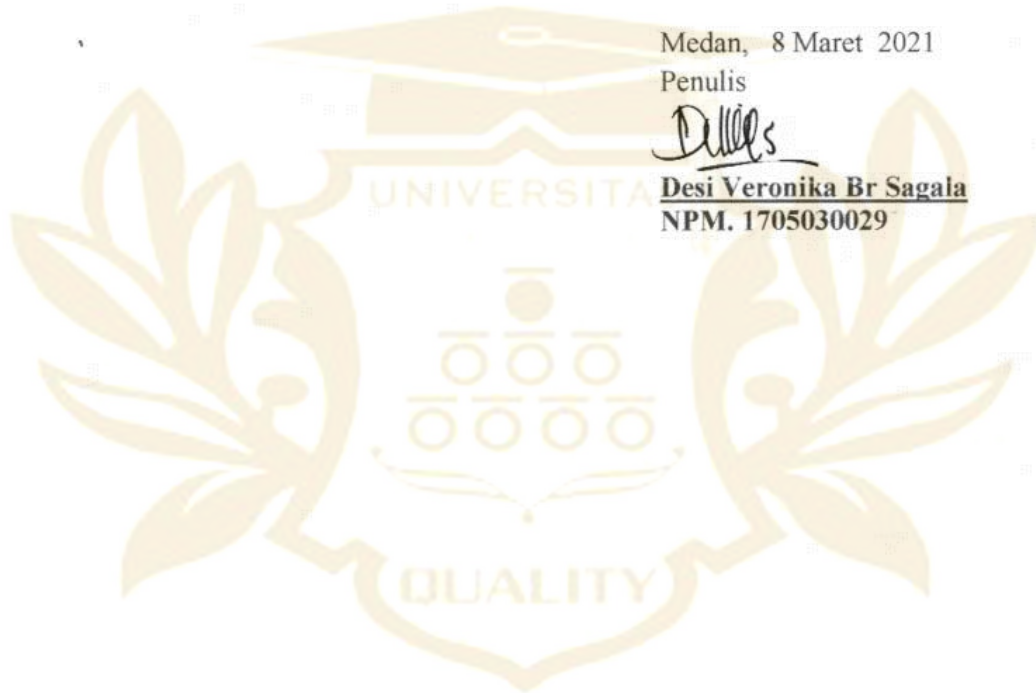 Medan, 8 Maret 2021
Penulis
Desi Veronika Br Sagala
NPM. 1705030029
UNIVERSITA
QUALITY